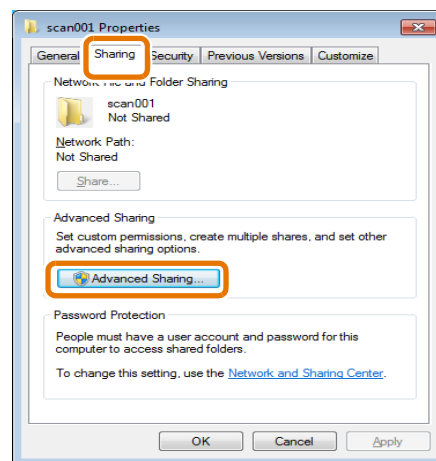 scan001 Properties
General Sharing Security Previous Versions Customize
Network File and Folder Sharing
scan001
Not Shared
Network Path:
Not Shared
Share...
Advanced Sharing
Set custom permissions, create multiple shares, and set other
advanced sharing options.
Advanced Sharing...
Password Protection
People must have a user account and password for this
computer to access shared folders.
To change this setting, use the Network and Sharing Center.
OK Cancel Apply